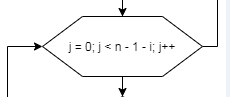 j = 0; j < n - 1 - i; j++